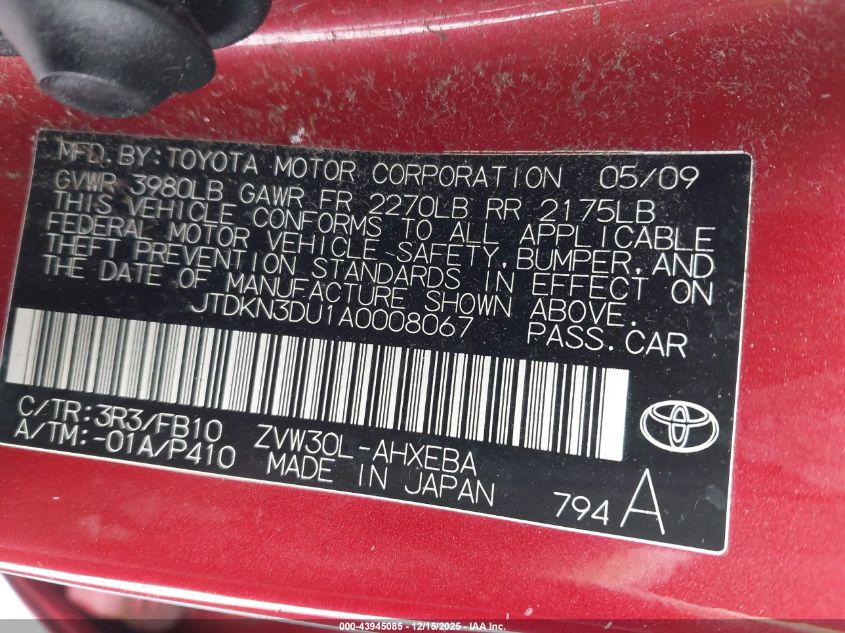 MFD. BY: TOYOTA MOTOR CORPORATION 05/09
GVWR 3980LB GAWR FR 2270LB RR 2175LB
THIS VEHICLE CONFORMS TO ALL APPLICABLE
FEDERAL MOTOR VEHICLE SAFETY, BUMPER, AND
THEFT PREVENTION STANDARDS IN EFFECT ON
THE DATE OF MANUFACTURE SHOWN ABOVE.
JTDKN3DU1A0008067 PASS. CAR
C/TR: 3R3/FB10 ZVW30L-AHXEBA
A/TM: -01A/P410 MADE IN JAPAN
794 A
000-43945085 - 12/15/2025 - IAA Inc.